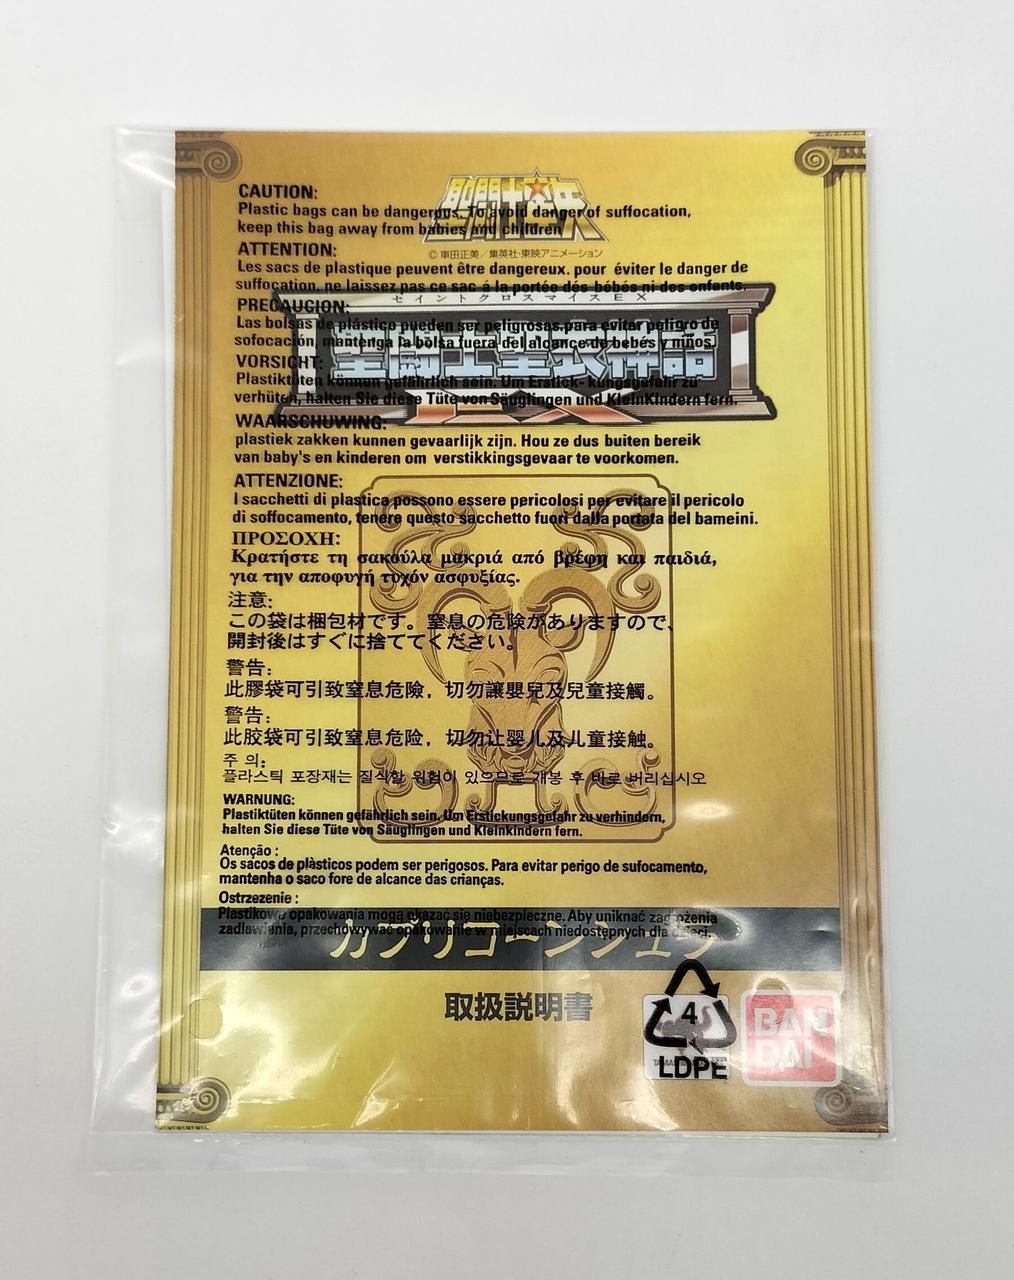 聖闘士星矢
CAUTION:
Plastic bags can be dangerous. To avoid danger of suffocation,
keep this bag away from babies and children
© 車田正美/集英社・東映アニメーション
ATTENTION:
Les sacs de plastique peuvent être dangereux. pour éviter le danger de
suffocation. ne laissez pas ce sac á la portée dés bébés ni des enfants.
セイントクロスマイスEX
PRECAUCION:
Las bolsas de plástico pueden ser peligrosas.para evitar peligro de
sofocación, mantenga la bolsa fuera del alcance de bebés y niños.
聖闘士聖衣神話
EX
VORSICHT:
Plastiktüten können gefährlich sein. Um Erstick- kungsgefahr zu
verhüten, halten Sie diese Tüte von Säuglingen und KleinKindern fern.
WAARSCHUWING:
plastiek zakken kunnen gevaarlijk zijn. Hou ze dus buiten bereik
van baby's en kinderen om verstikkingsgevaar te voorkomen.
ATTENZIONE:
I sacchetti di plastica possono essere pericolosi per evitare il pericolo
di soffocamento, tenere questo sacchetto fuori dalla portata del bameini.
ΠΡΟΣΟΧΗ:
Κρατήστε τη σακούλα μακριά από βρέφη και παιδιά,
για την αποφυγή τυχόν ασφυξίας.
注意:
この袋は梱包材です。窒息の危険がありますので、
開封後はすぐに捨ててください。
警告:
此膠袋可引致窒息危險，切勿讓嬰兒及兒童接觸。
警告:
此胶袋可引致窒息危险，切勿让婴儿及儿童接触。
주 의:
플라스틱 포장재는 질식할 위험이 있으므로 개봉 후 바로 버리십시오
WARNUNG:
Plastiktüten können gefährlich sein. Um Erstickungsgefahr zu verhindern,
halten Sie diese Tüte von Säuglingen und Kleinkindern fern.
Atenção :
Os sacos de plàsticos podem ser perigosos. Para evitar perigo de sufocamento,
mantenha o saco fore de alcance das crianças.
Ostrzezenie :
Plastikowe opakowania mogą okazać się niebezpieczne. Aby uniknać zagrożenia
zadławienia, przechowywać opakowanie w miejscach niedostępnych dla dzieci.
カプリコーンシュラ
取扱説明書
4
LDPE
BAN
DAI